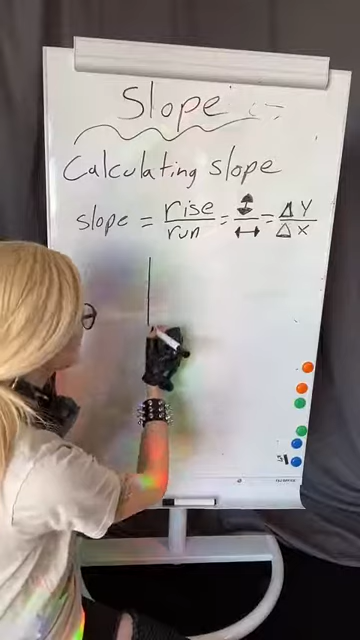 Slope
Calculating slope
slope = rise/run = ↕/↔ = ΔY/ΔX